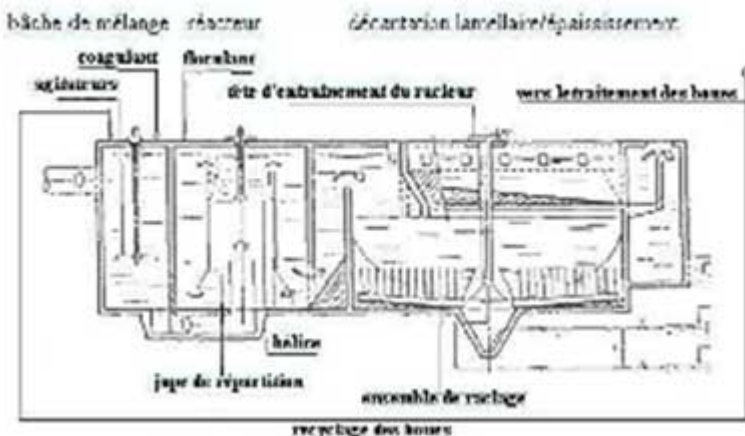 bâche de mélange réacteur décantation lamellaire/épaississement
coagulant floculant
agitateurs tête d'entraînement du racleur vers le traitement des boues
hélice
jupe de répartition
ensemble de raclage
recyclage des boues